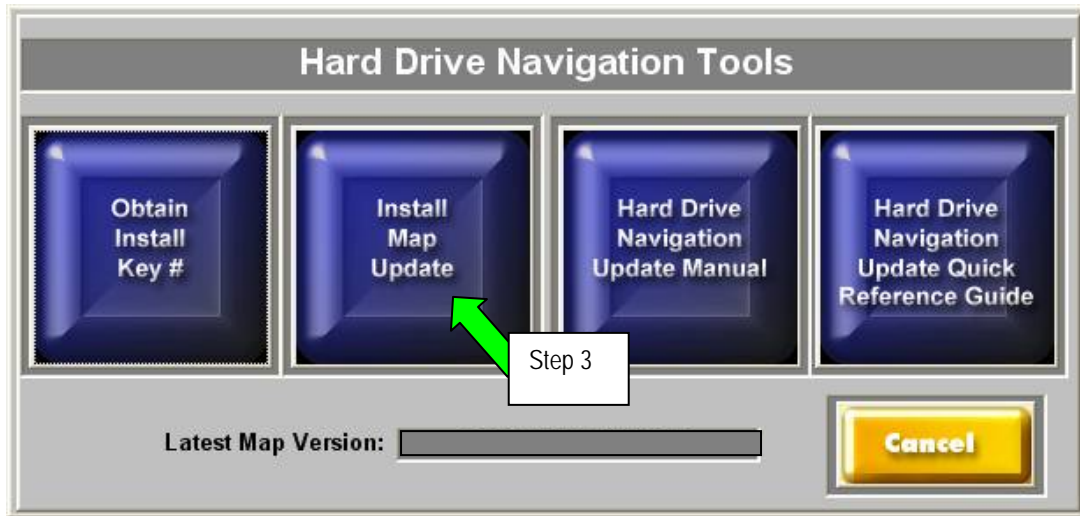 Hard Drive Navigation Tools
Obtain
Install
Key #
Install
Map
Update
Hard Drive
Navigation
Update Manual
Hard Drive
Navigation
Update Quick
Reference Guide
Step 3
Latest Map Version:
Cancel